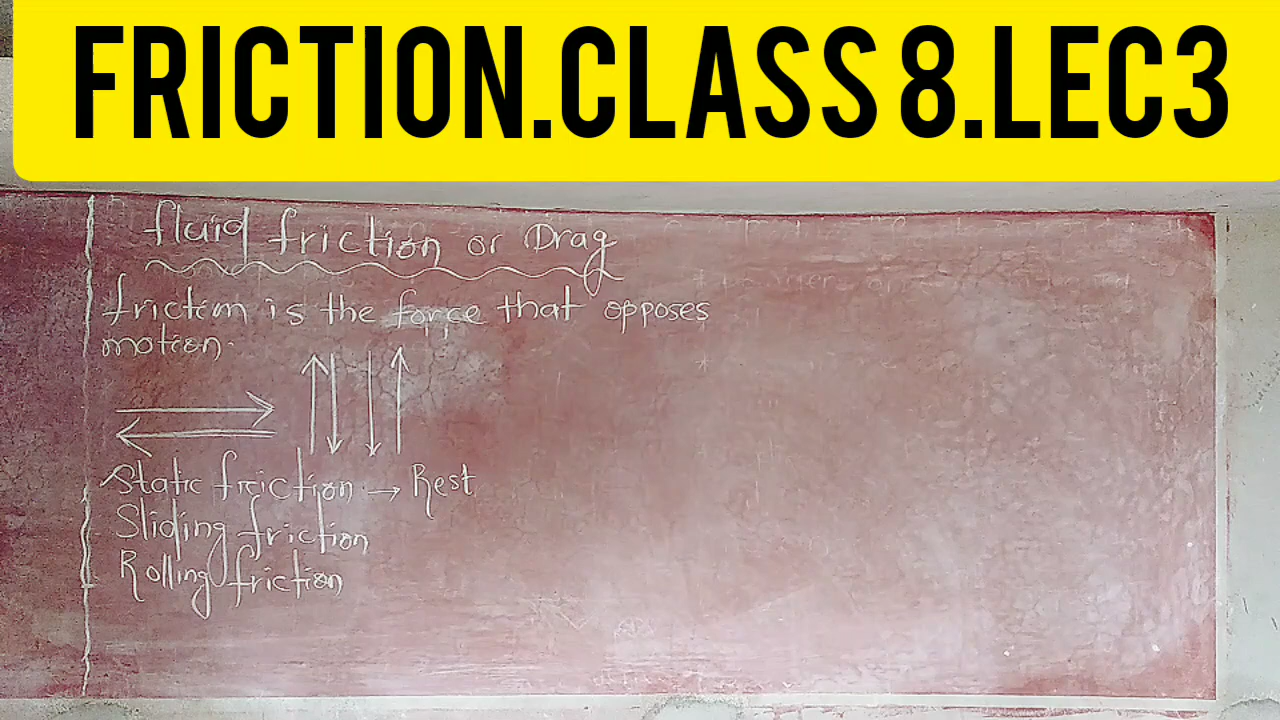 FRICTION.CLASS 8.LEC3
fluid friction or Drag
friction is the force that opposes
motion.
Static friction → Rest
Sliding friction
Rolling friction